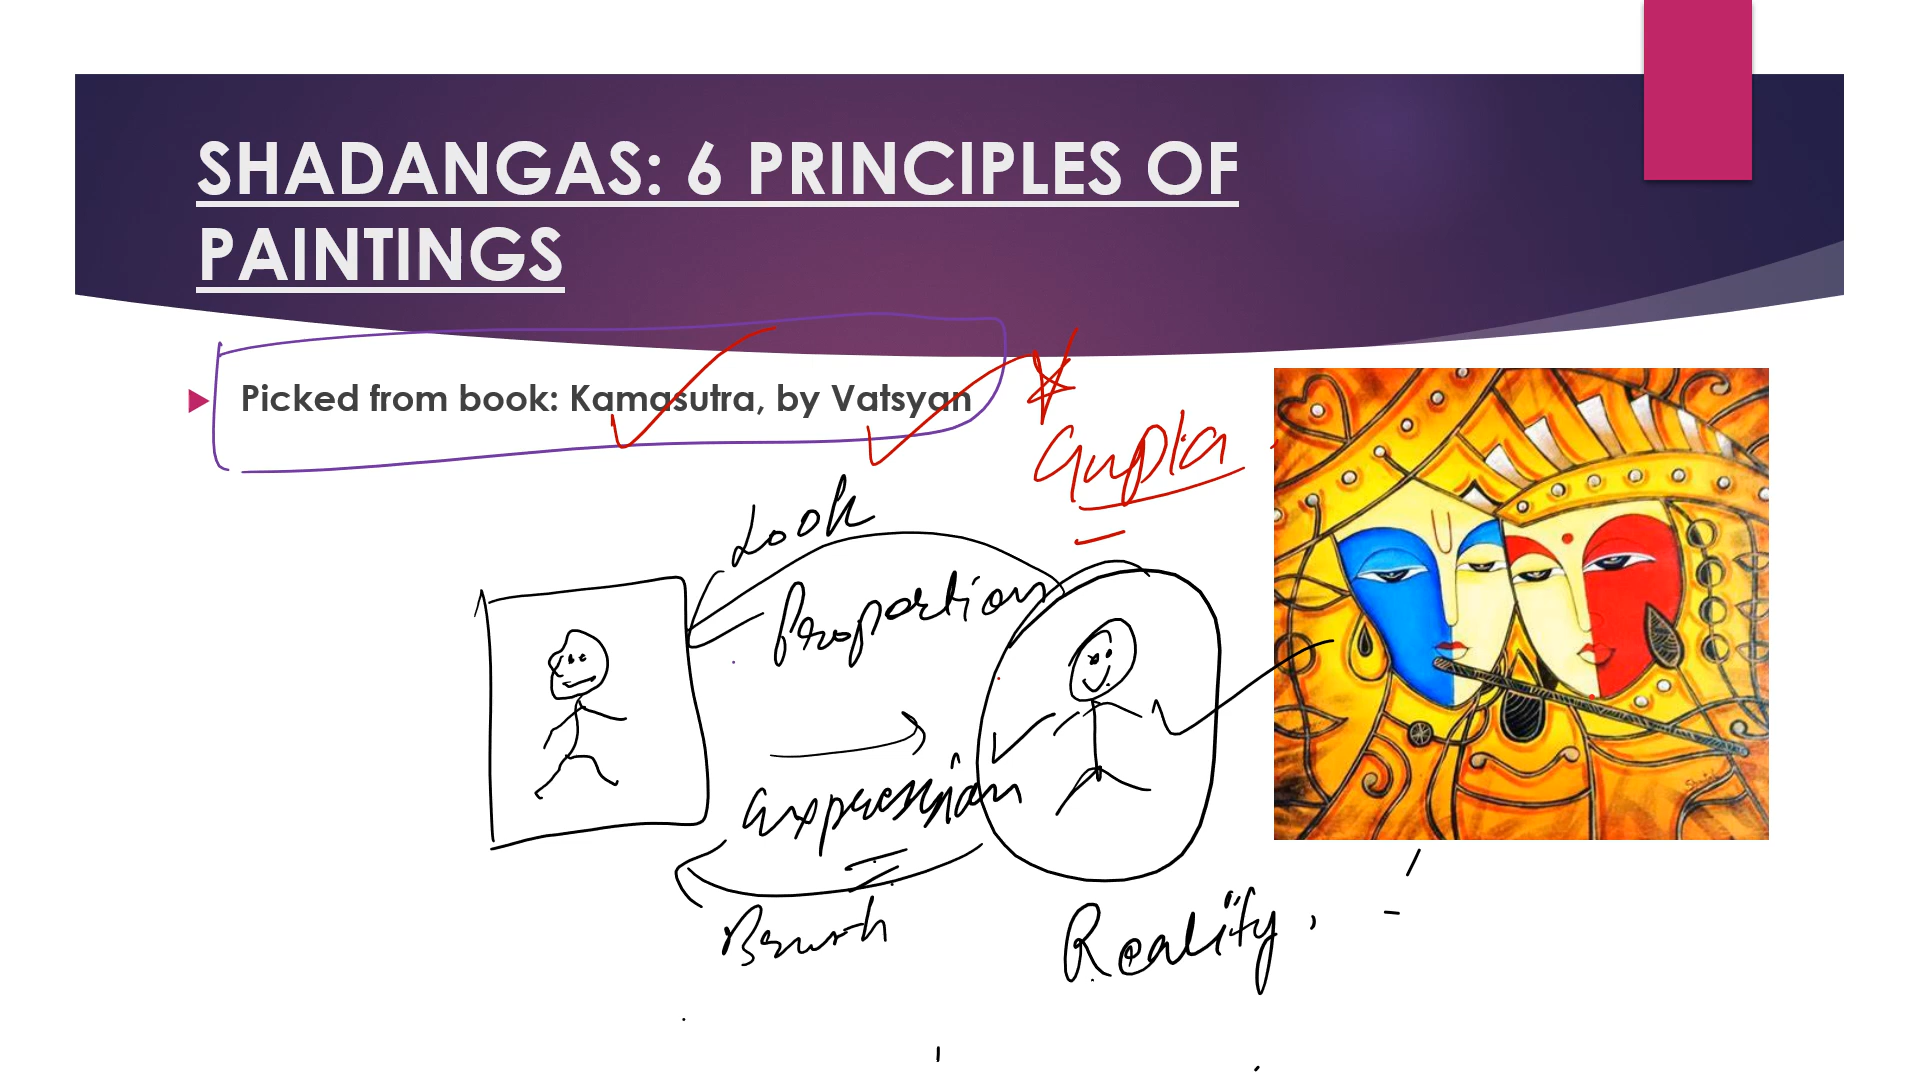 SHADANGAS: 6 PRINCIPLES OF
PAINTINGS
Picked from book: Kamasutra, by Vatsyan
Gupta
Look
Proportion
expression
Brush
Reality,